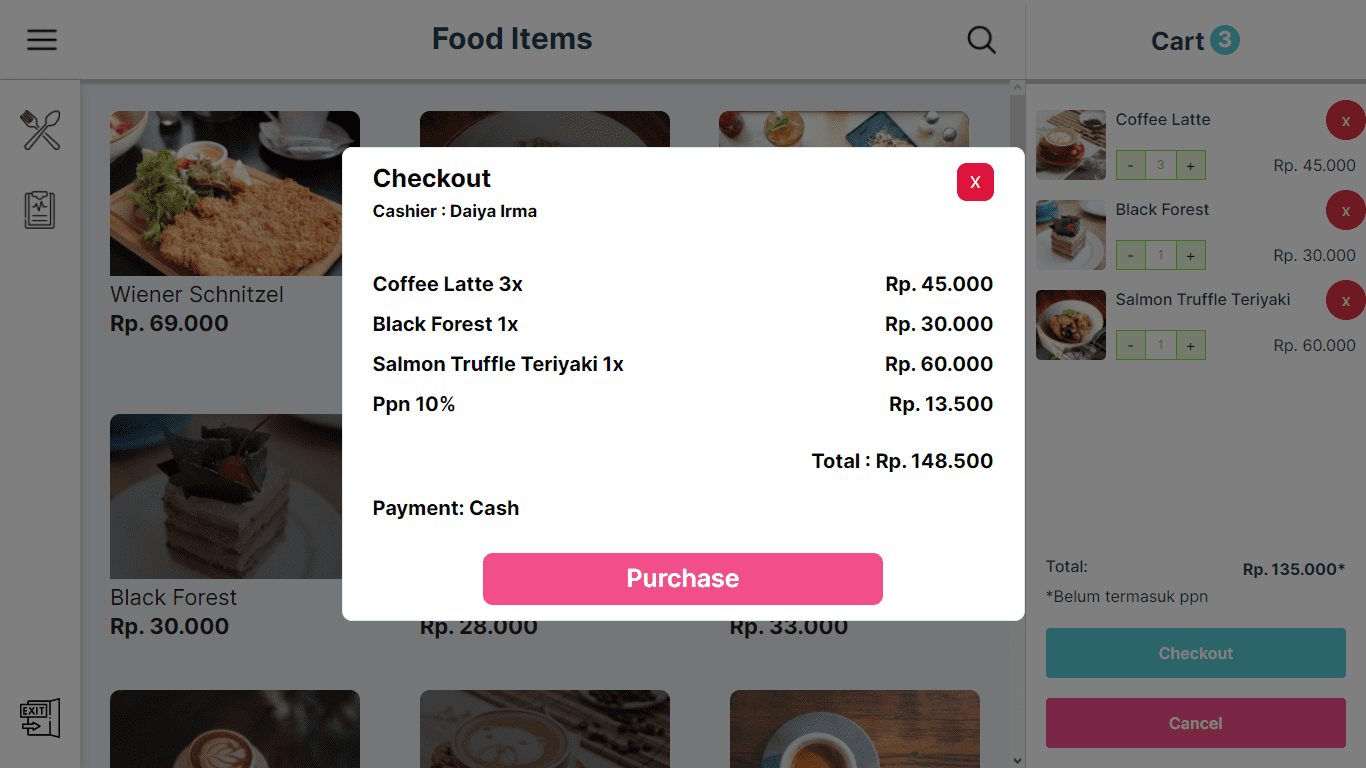 Food Items
Cart 3
Wiener Schnitzel
Rp. 69.000
Black Forest
Rp. 30.000
Rp. 28.000
Rp. 33.000
EXIT
Checkout
X
Cashier : Daiya Irma
Coffee Latte 3x
Rp. 45.000
Black Forest 1x
Rp. 30.000
Salmon Truffle Teriyaki 1x
Rp. 60.000
Ppn 10%
Rp. 13.500
Total : Rp. 148.500
Payment: Cash
Purchase
Coffee Latte
x
- 3 +
Rp. 45.000
Black Forest
x
- 1 +
Rp. 30.000
Salmon Truffle Teriyaki
x
- 1 +
Rp. 60.000
Total:
Rp. 135.000*
*Belum termasuk ppn
Checkout
Cancel